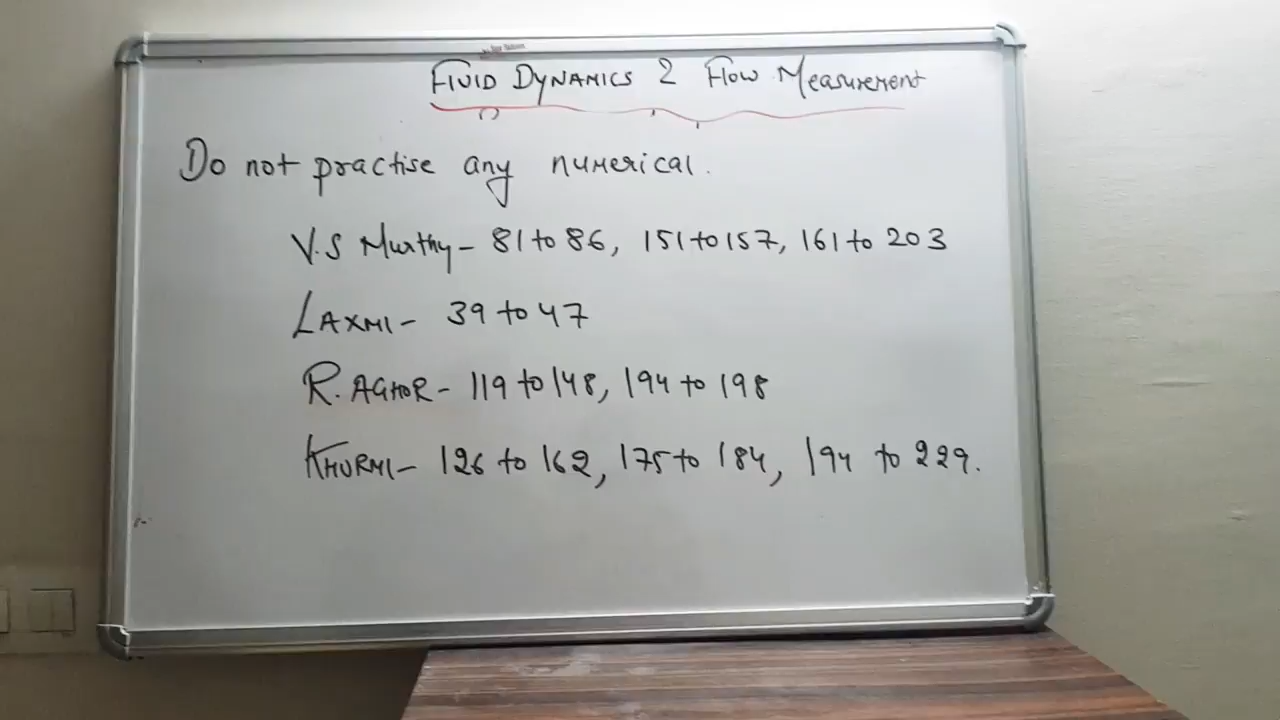 FLUID DYNAMICS & FLOW Measurement
Do not practise any numerical.
V.S Murthy - 81 to 86, 151 to 157, 161 to 203
LAXMI - 39 to 47
R. AGHOR - 119 to 148, 194 to 198
KHURMI - 126 to 162, 175 to 184, 194 to 229.